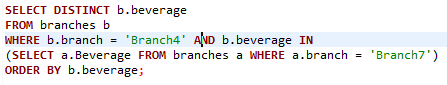 SELECT DISTINCT b.beverage
FROM branches b
WHERE b.branch = 'Branch4' AND b.beverage IN
(SELECT a.Beverage FROM branches a WHERE a.branch = 'Branch7')
ORDER BY b.beverage;